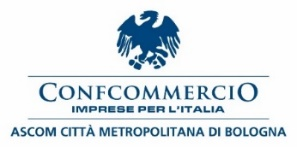 CONFCOMMERCIO
IMPRESE PER L'ITALIA
ASCOM CITTÀ METROPOLITANA DI BOLOGNA